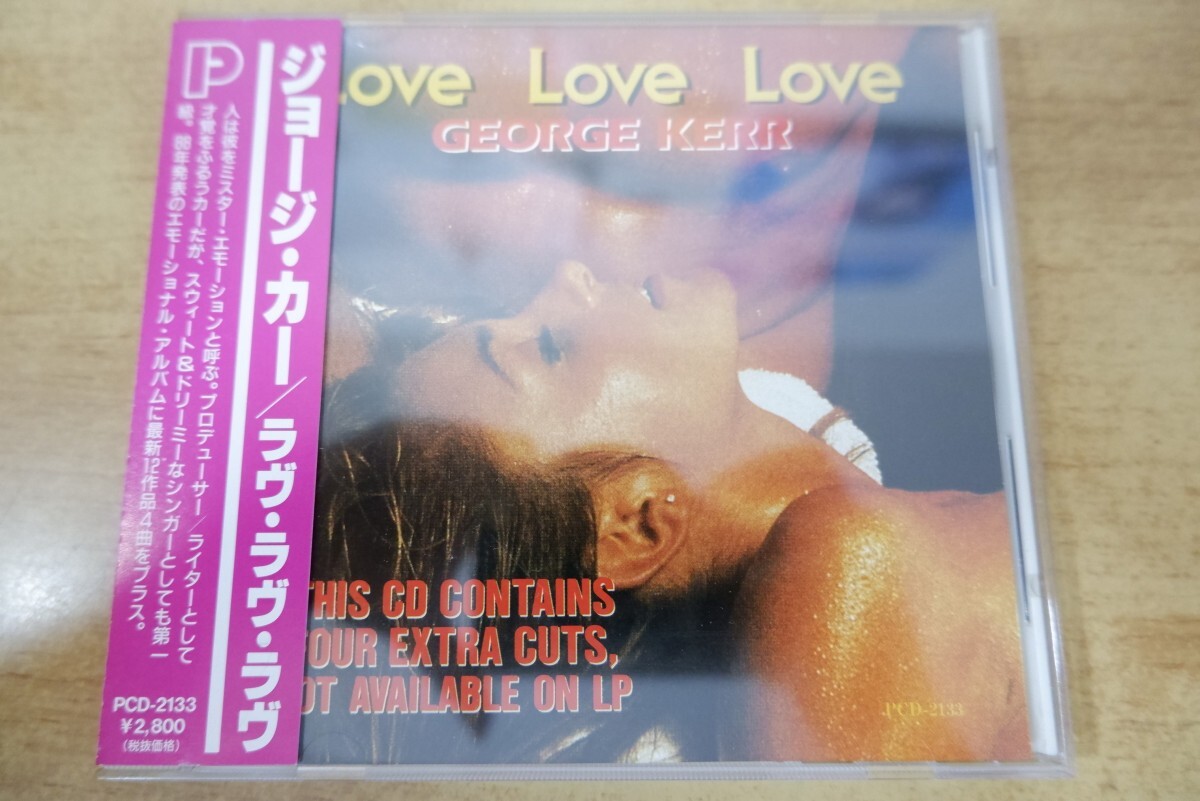 ジョージ・カー/ラヴ・ラヴ・ラヴ
人は彼をミスター・エモーションと呼ぶ。プロデューサー/ライターとして
才覚をふるうカーだが、スウィート&ドリーミーなシンガーとしても第一
級。'88年発表のエモーショナル・アルバムに最新12"作品4曲をプラス。
PCD-2133
¥2,800
(税抜価格)
Love Love Love
GEORGE KERR
THIS CD CONTAINS
OUR EXTRA CUTS,
OT AVAILABLE ON LP
PCD-2133